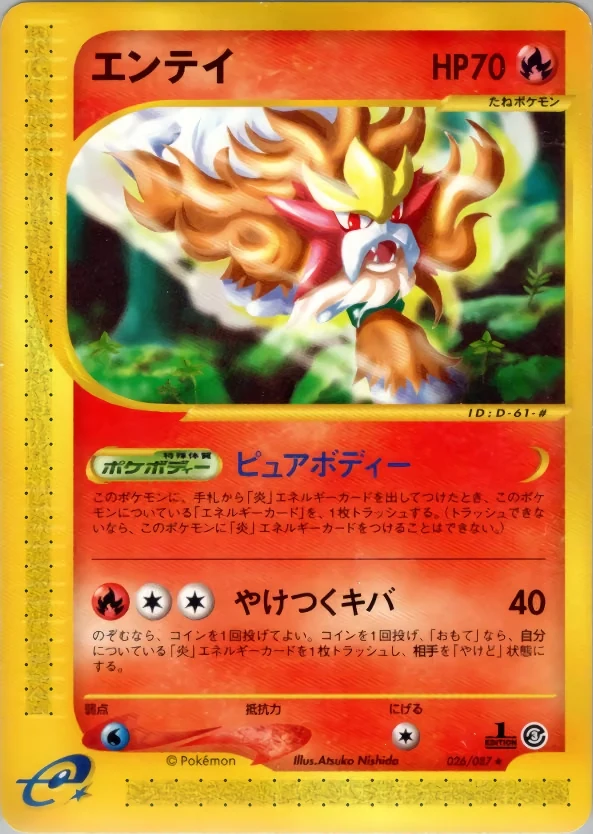 エンテイ
HP70
たねポケモン
ID:D-61-#
特殊体質
ポケボディー
ピュアボディー
このポケモンに、手札から「炎」エネルギーカードを出してつけたとき、このポケ
モンについている「エネルギーカード」を、1枚トラッシュする。(トラッシュできな
いなら、このポケモンに「炎」エネルギーカードをつけることはできない。)
やけつくキバ 40
のぞむなら、コインを1回投げてよい。コインを1回投げ、「おもて」なら、自分
についている「炎」エネルギーカードを1枚トラッシュし、相手を「やけど」状態に
する。
弱点 抵抗力 にげる
1
EDITION
3
© Pokémon
Illus.Atsuko Nishida
026/087 ★
e